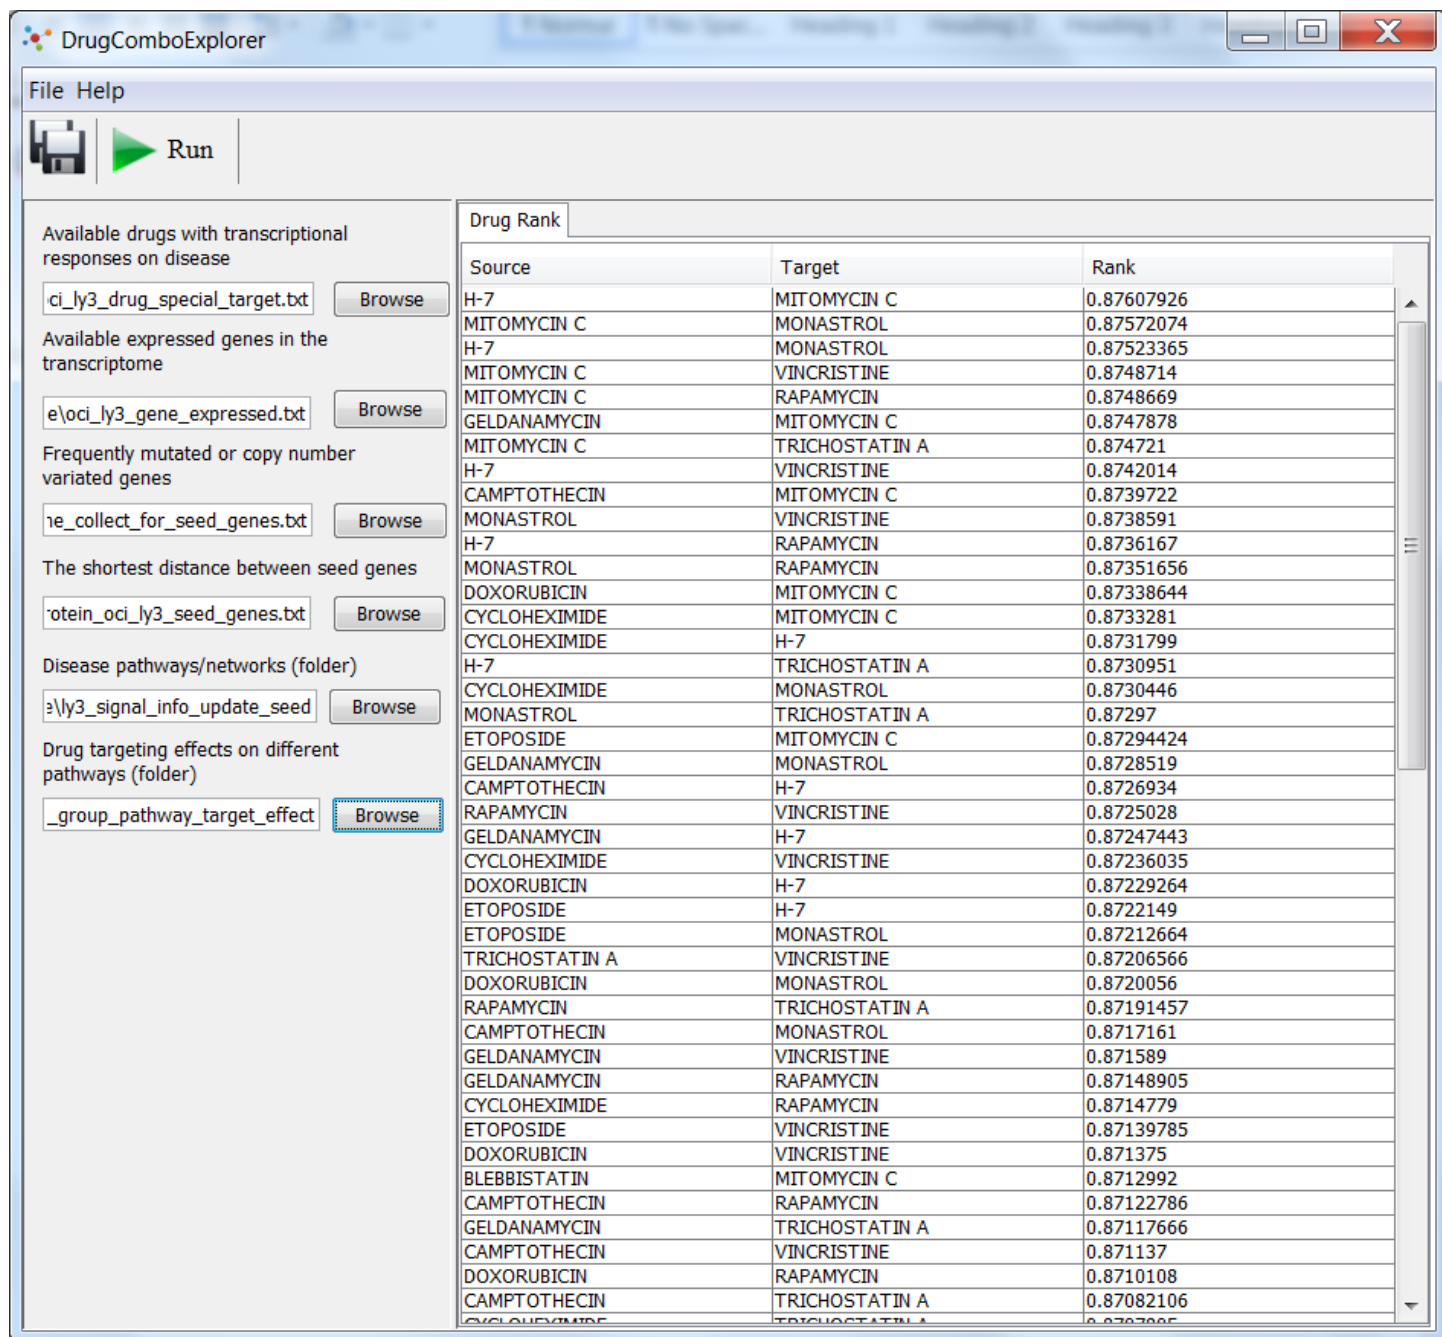 ¶ Normal ¶ No Spac... Heading 1 Heading 2 Heading 3
DrugComboExplorer
File Help
Run
Available drugs with transcriptional
responses on disease
ci_ly3_drug_special_target.txt Browse
Available expressed genes in the
transcriptome
e\oci_ly3_gene_expressed.txt Browse
Frequently mutated or copy number
variated genes
ne_collect_for_seed_genes.txt Browse
The shortest distance between seed genes
rotein_oci_ly3_seed_genes.txt Browse
Disease pathways/networks (folder)
e\ly3_signal_info_update_seed Browse
Drug targeting effects on different
pathways (folder)
_group_pathway_target_effect Browse
Drug Rank
Source Target Rank
H-7 MITOMYCIN C 0.87607926
MITOMYCIN C MONASTROL 0.87572074
H-7 MONASTROL 0.87523365
MITOMYCIN C VINCRISTINE 0.8748714
MITOMYCIN C RAPAMYCIN 0.8748669
GELDANAMYCIN MITOMYCIN C 0.8747878
MITOMYCIN C TRICHOSTATIN A 0.874721
H-7 VINCRISTINE 0.8742014
CAMPTOTHECIN MITOMYCIN C 0.8739722
MONASTROL VINCRISTINE 0.8738591
H-7 RAPAMYCIN 0.8736167
MONASTROL RAPAMYCIN 0.87351656
DOXORUBICIN MITOMYCIN C 0.87338644
CYCLOHEXIMIDE MITOMYCIN C 0.8733281
CYCLOHEXIMIDE H-7 0.8731799
H-7 TRICHOSTATIN A 0.8730951
CYCLOHEXIMIDE MONASTROL 0.8730446
MONASTROL TRICHOSTATIN A 0.87297
ETOPOSIDE MITOMYCIN C 0.87294424
GELDANAMYCIN MONASTROL 0.8728519
CAMPTOTHECIN H-7 0.8726934
RAPAMYCIN VINCRISTINE 0.8725028
GELDANAMYCIN H-7 0.87247443
CYCLOHEXIMIDE VINCRISTINE 0.87236035
DOXORUBICIN H-7 0.87229264
ETOPOSIDE H-7 0.8722149
ETOPOSIDE MONASTROL 0.87212664
TRICHOSTATIN A VINCRISTINE 0.87206566
DOXORUBICIN MONASTROL 0.8720056
RAPAMYCIN TRICHOSTATIN A 0.87191457
CAMPTOTHECIN MONASTROL 0.8717161
GELDANAMYCIN VINCRISTINE 0.871589
GELDANAMYCIN RAPAMYCIN 0.87148905
CYCLOHEXIMIDE RAPAMYCIN 0.8714779
ETOPOSIDE VINCRISTINE 0.87139785
DOXORUBICIN VINCRISTINE 0.871375
BLEBBISTATIN MITOMYCIN C 0.8712992
CAMPTOTHECIN RAPAMYCIN 0.87122786
GELDANAMYCIN TRICHOSTATIN A 0.87117666
CAMPTOTHECIN VINCRISTINE 0.871137
DOXORUBICIN RAPAMYCIN 0.8710108
CAMPTOTHECIN TRICHOSTATIN A 0.87082106
CYCLOHEXIMIDE TRICHOSTATIN A